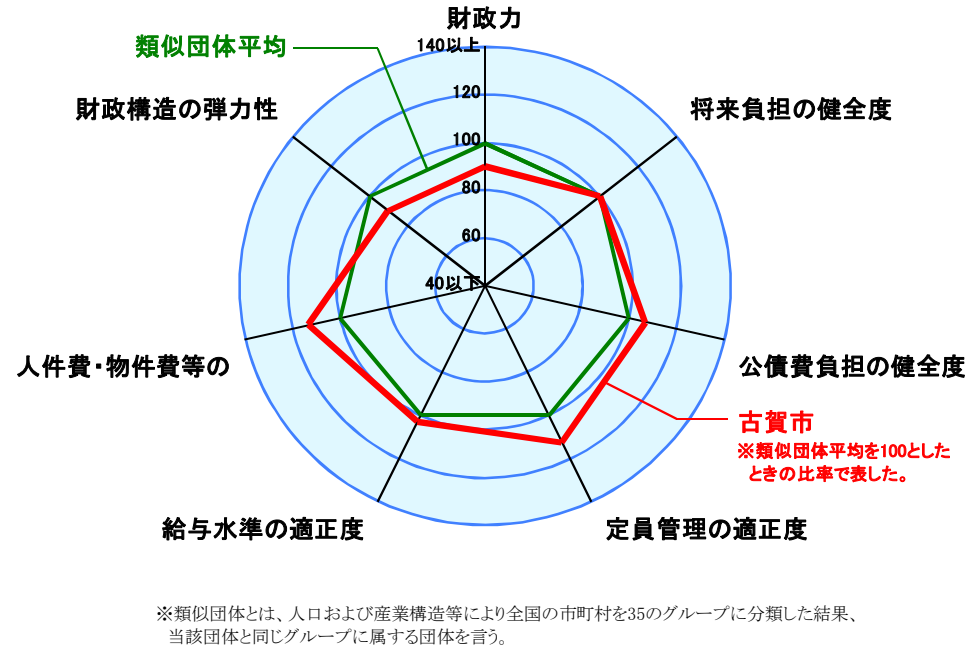 財政力
類似団体平均
140以上
120
100
80
60
40以下
財政構造の弾力性
将来負担の健全度
人件費・物件費等の
公債費負担の健全度
古賀市
※類似団体平均を100とした
ときの比率で表した。
給与水準の適正度
定員管理の適正度
※類似団体とは、人口および産業構造等により全国の市町村を35のグループに分類した結果、
当該団体と同じグループに属する団体を言う。